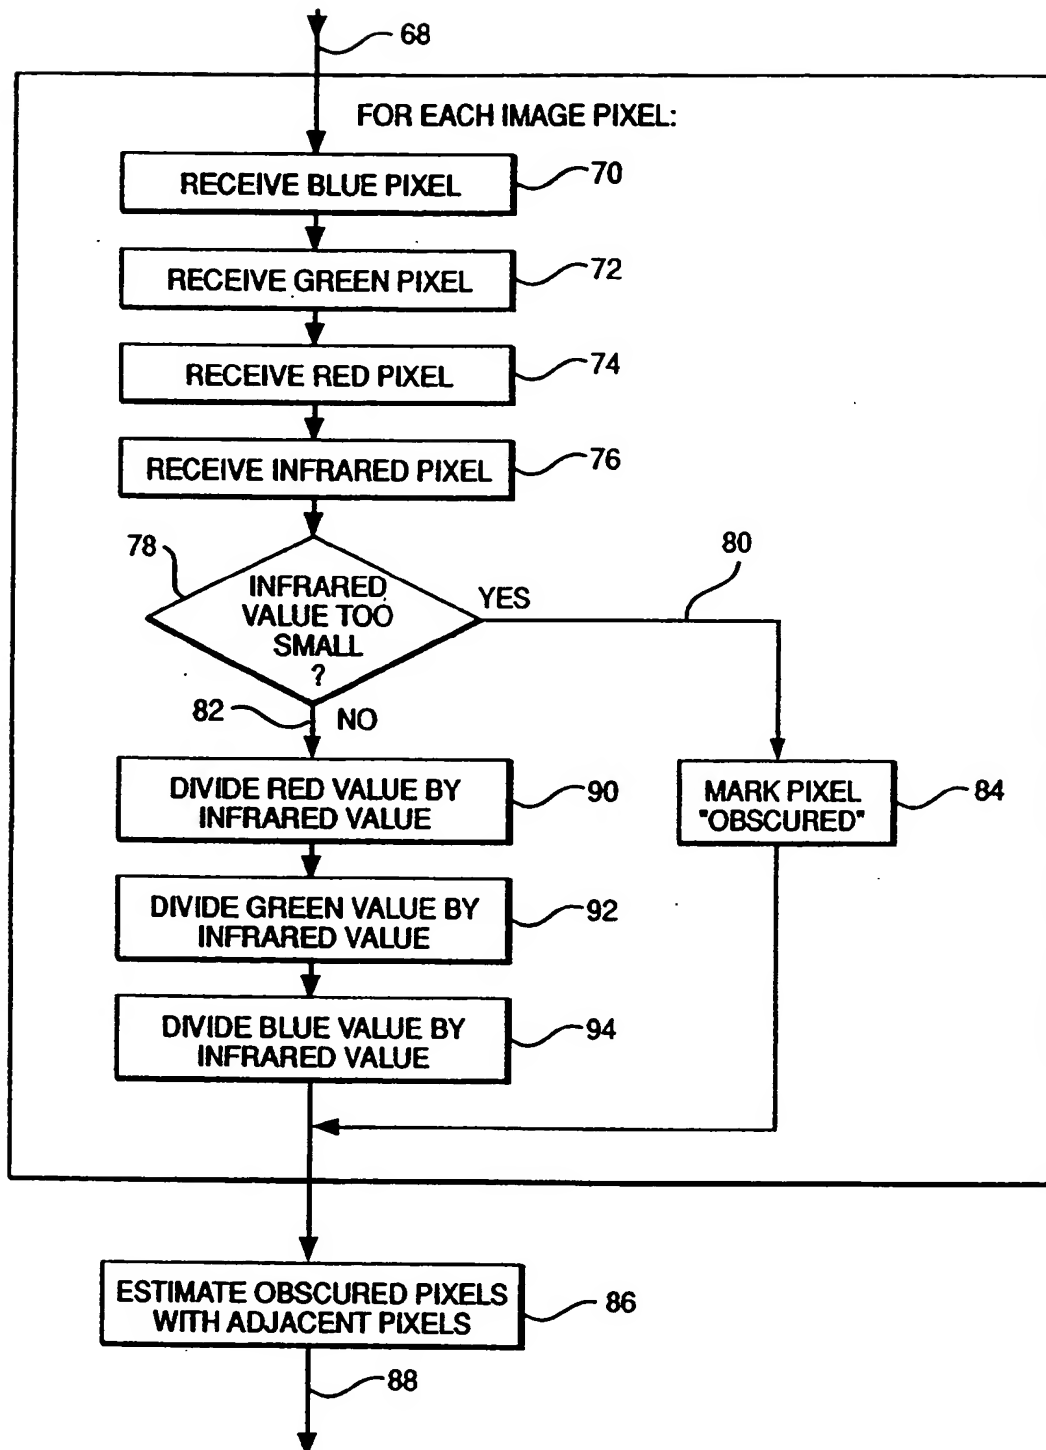 68
FOR EACH IMAGE PIXEL:
RECEIVE BLUE PIXEL
70
RECEIVE GREEN PIXEL
72
RECEIVE RED PIXEL
74
RECEIVE INFRARED PIXEL
76
78
INFRARED
VALUE TOO
SMALL
?
YES
80
82
NO
DIVIDE RED VALUE BY
INFRARED VALUE
90
MARK PIXEL
"OBSCURED"
84
DIVIDE GREEN VALUE BY
INFRARED VALUE
92
DIVIDE BLUE VALUE BY
INFRARED VALUE
94
ESTIMATE OBSCURED PIXELS
WITH ADJACENT PIXELS
86
88